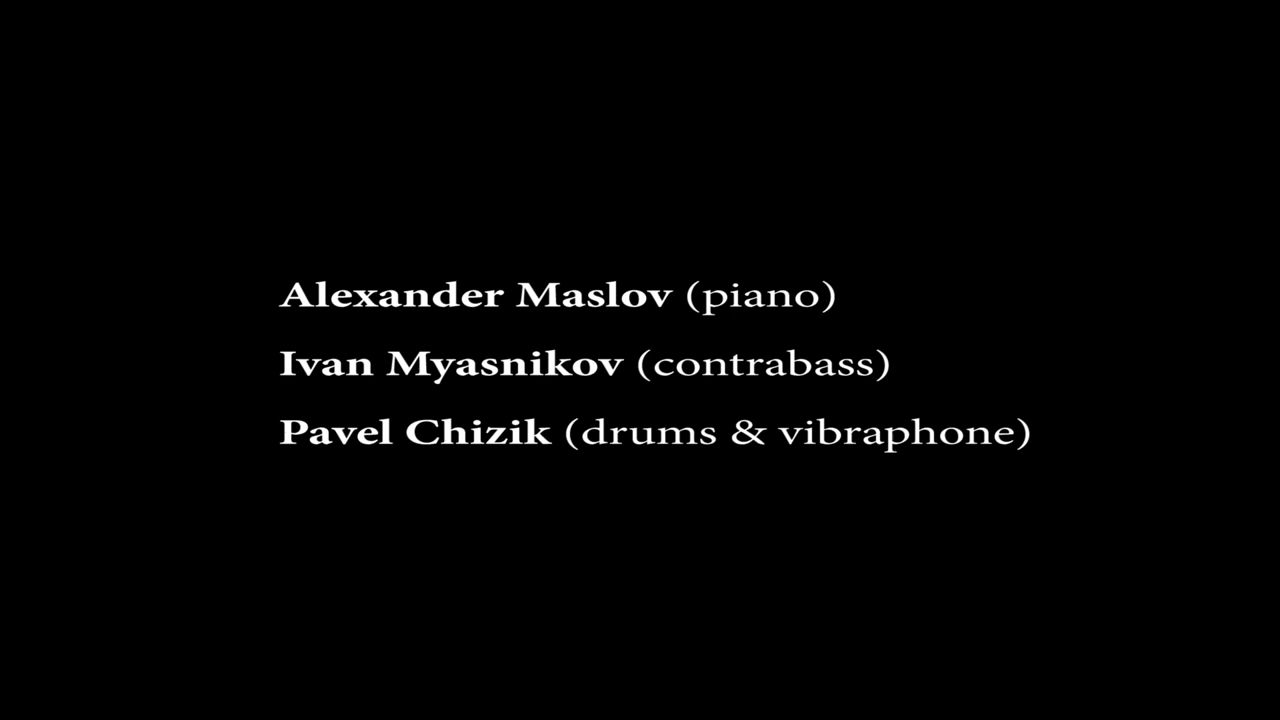 Alexander Maslov (piano)
Ivan Myasnikov (contrabass)
Pavel Chizik (drums & vibraphone)